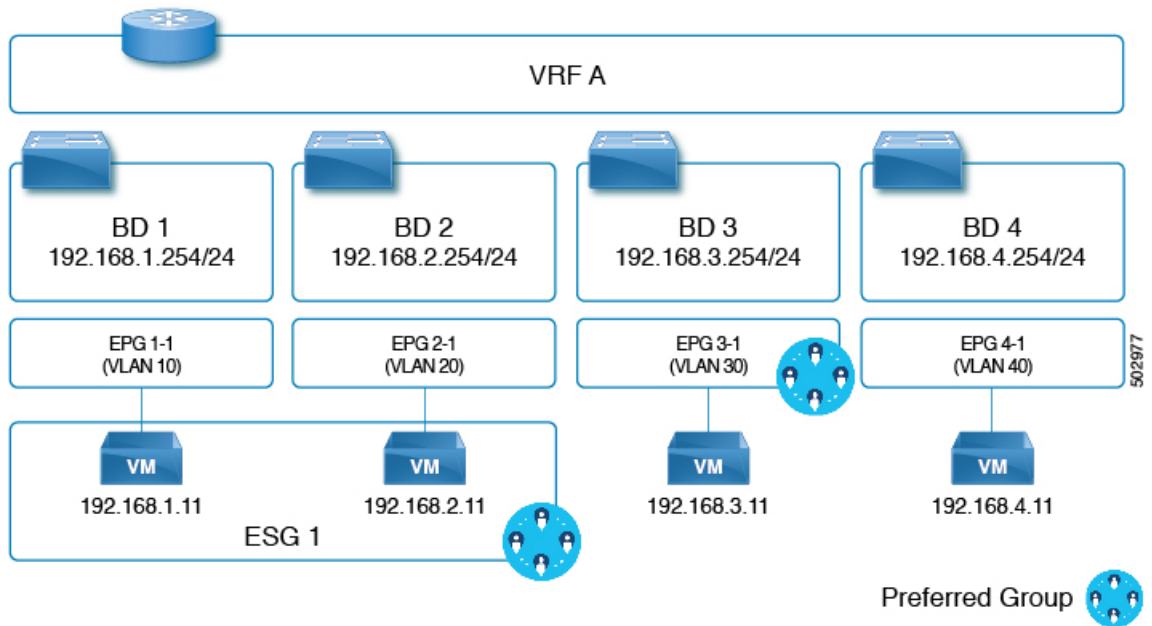 VRF A
BD 1
192.168.1.254/24
BD 2
192.168.2.254/24
BD 3
192.168.3.254/24
BD 4
192.168.4.254/24
EPG 1-1
(VLAN 10)
EPG 2-1
(VLAN 20)
EPG 3-1
(VLAN 30)
EPG 4-1
(VLAN 40)
502977
VM
192.168.1.11
VM
192.168.2.11
VM
192.168.3.11
VM
192.168.4.11
ESG 1
Preferred Group